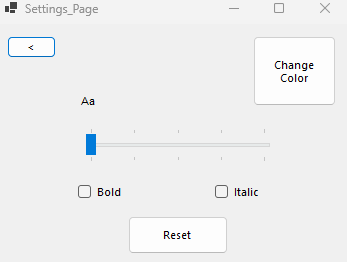 Settings_Page
<
Change
Color
Aa
Bold
Italic
Reset